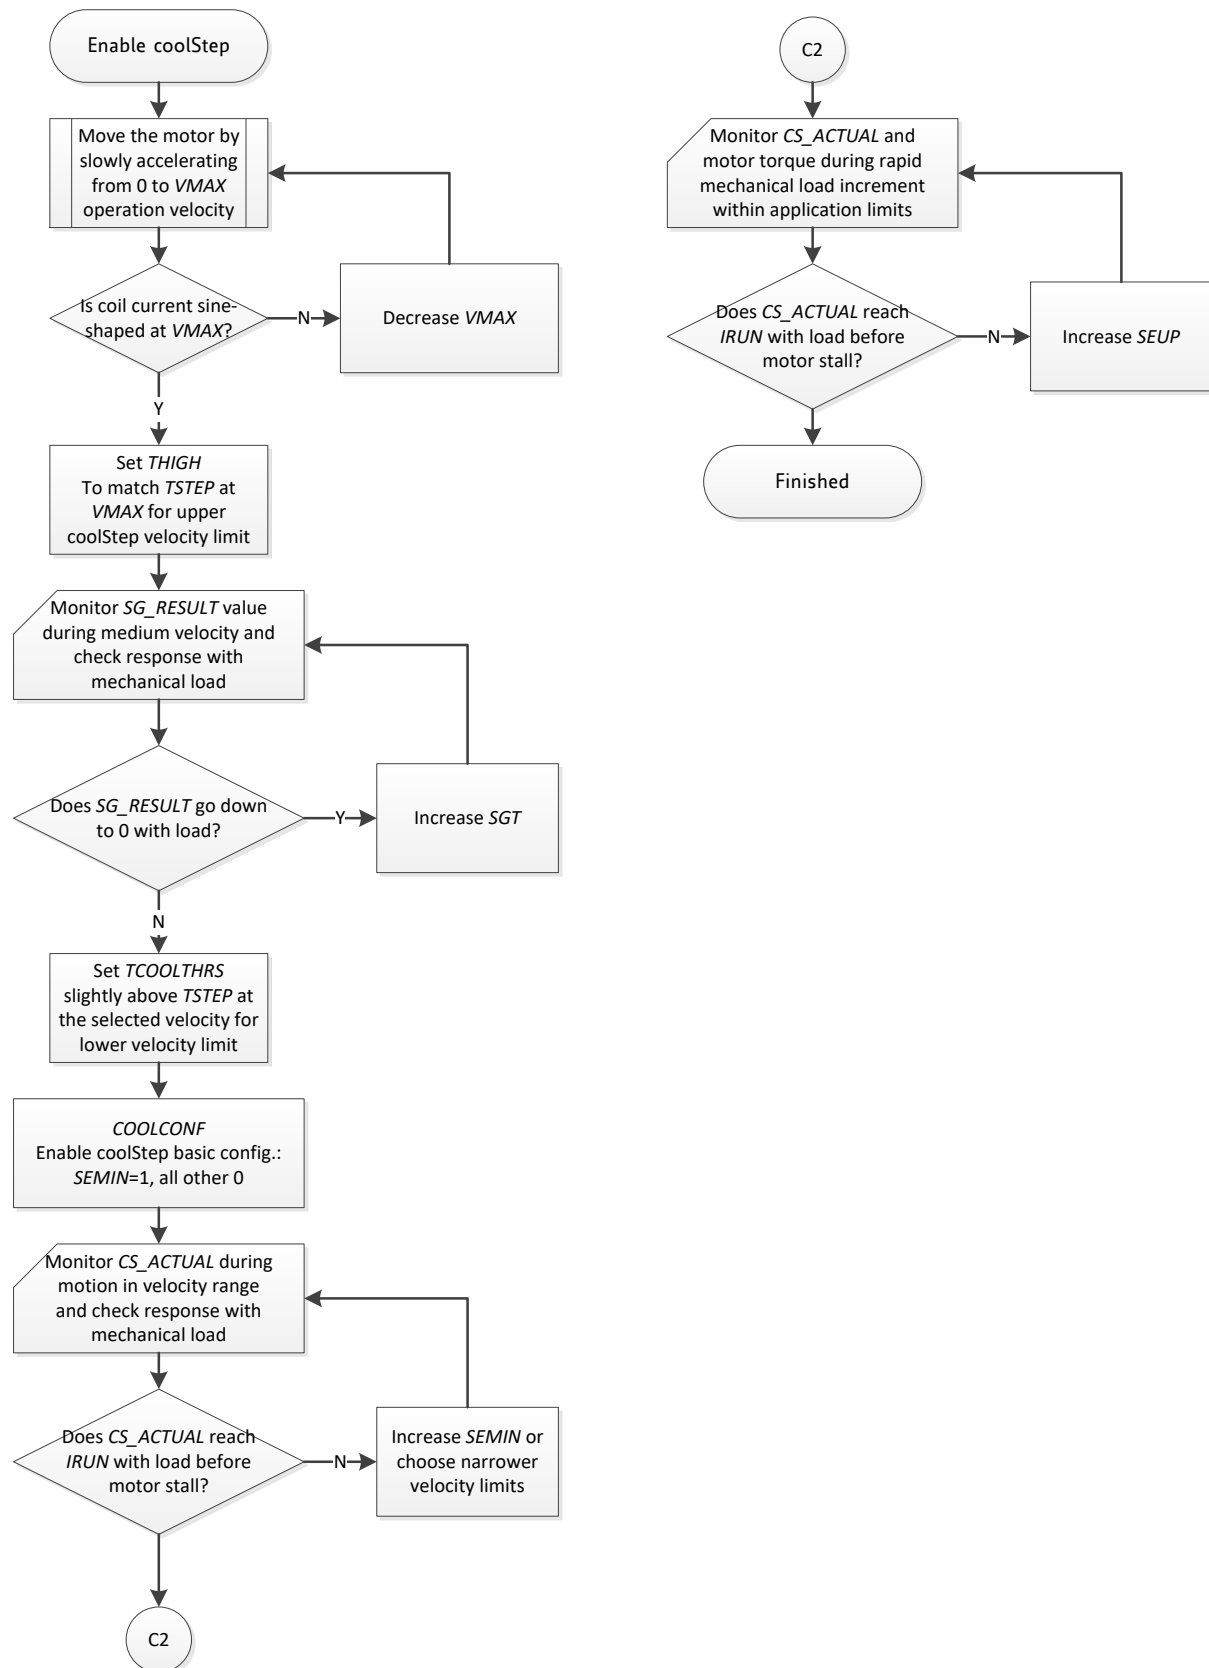 Enable coolStep
Move the motor by
slowly accelerating
from 0 to VMAX
operation velocity
Is coil current sine-
shaped at VMAX?
N
Decrease VMAX
Y
Set THIGH
To match TSTEP at
VMAX for upper
coolStep velocity limit
Monitor SG_RESULT value
during medium velocity and
check response with
mechanical load
Does SG_RESULT go down
to 0 with load?
Y
Increase SGT
N
Set TCOOLTHRS
slightly above TSTEP at
the selected velocity for
lower velocity limit
COOLCONF
Enable coolStep basic config.:
SEMIN=1, all other 0
Monitor CS_ACTUAL during
motion in velocity range
and check response with
mechanical load
Does CS_ACTUAL reach
IRUN with load before
motor stall?
N
Increase SEMIN or
choose narrower
velocity limits
C2
C2
Monitor CS_ACTUAL and
motor torque during rapid
mechanical load increment
within application limits
Does CS_ACTUAL reach
IRUN with load before
motor stall?
N
Increase SEUP
Finished